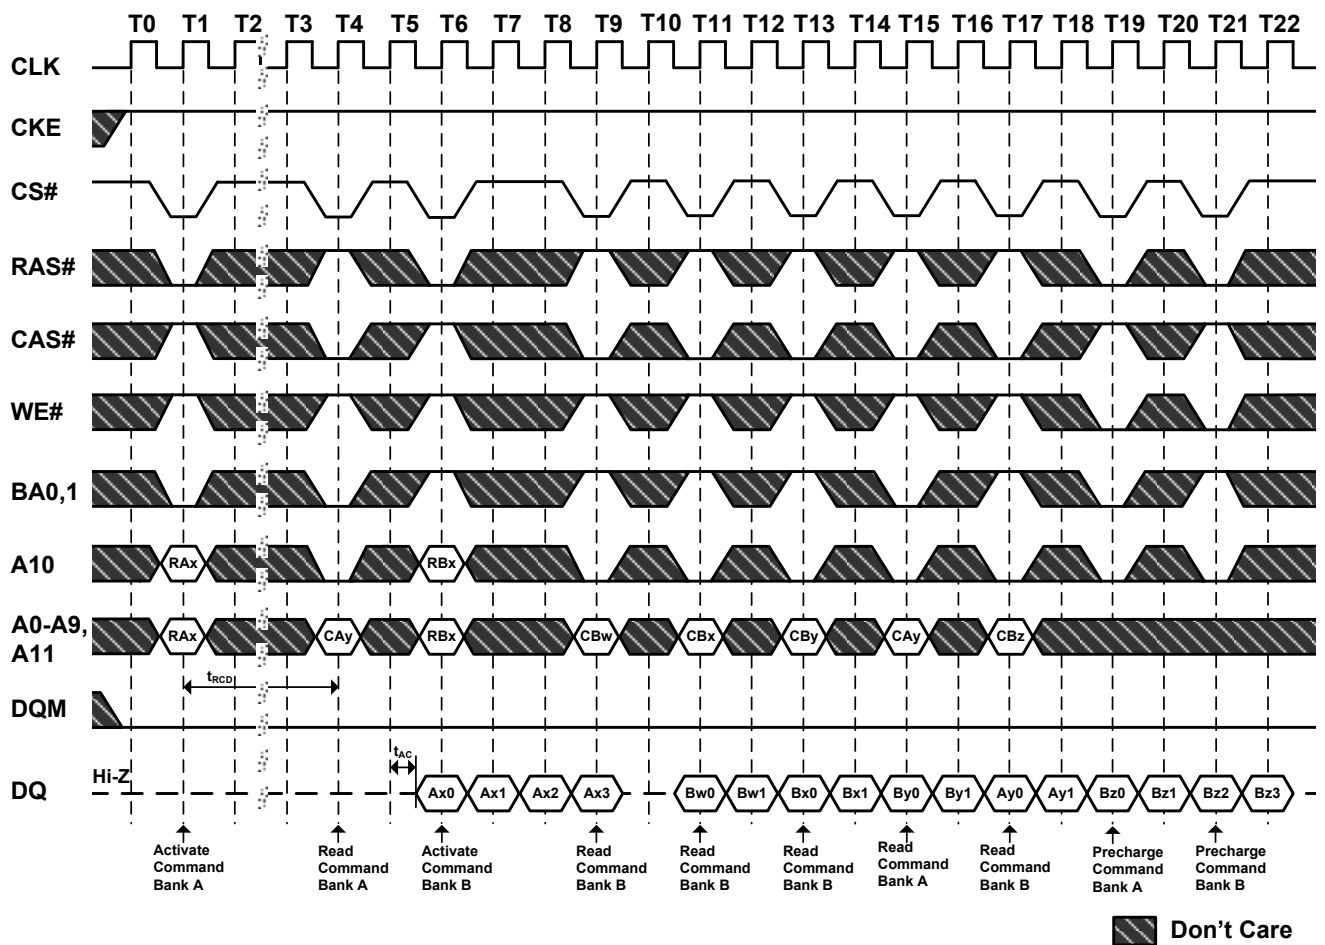 T0 T1 T2 T3 T4 T5 T6 T7 T8 T9 T10 T11 T12 T13 T14 T15 T16 T17 T18 T19 T20 T21 T22
CLK
CKE
CS#
RAS#
CAS#
WE#
BA0,1
A10 RAx RBx
A0-A9,
A11
RAx CAy RBx CBw CBx CBy CAy CBz
tRCD
DQM
tAC
Hi-Z
DQ Ax0 Ax1 Ax2 Ax3 Bw0 Bw1 Bx0 Bx1 By0 By1 Ay0 Ay1 Bz0 Bz1 Bz2 Bz3
Activate
Command
Bank A
Read
Command
Bank A
Activate
Command
Bank B
Read
Command
Bank B
Read
Command
Bank B
Read
Command
Bank B
Read
Command
Bank A
Read
Command
Bank B
Precharge
Command
Bank A
Precharge
Command
Bank B
Don't Care